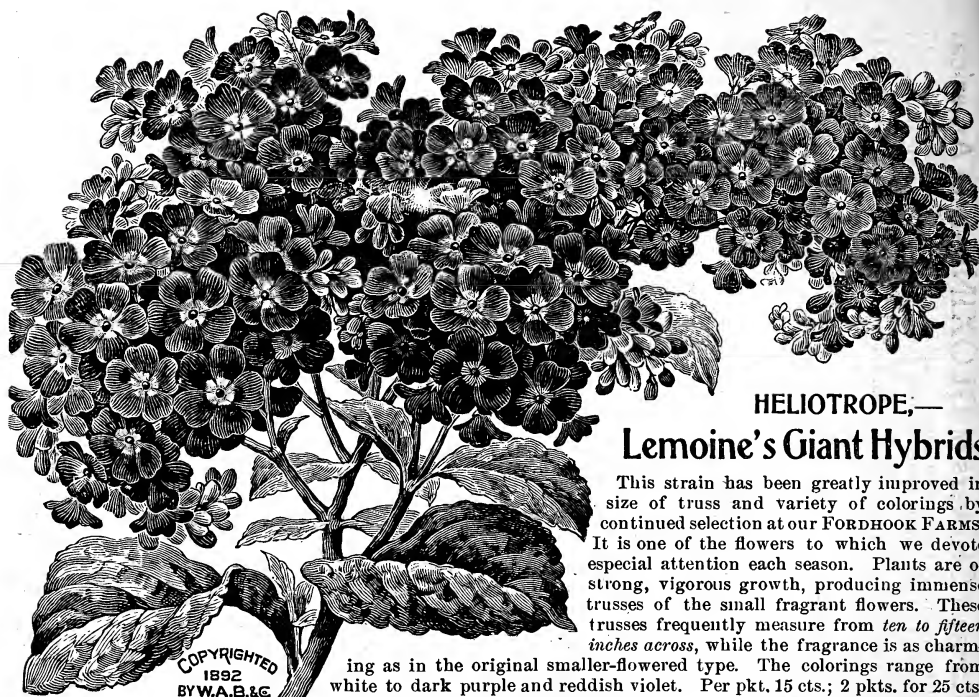 HELIOTROPE,—
Lemoine's Giant Hybrids
This strain has been greatly improved in
size of truss and variety of colorings by
continued selection at our FORDHOOK FARMS
It is one of the flowers to which we devote
especial attention each season. Plants are of
strong, vigorous growth, producing immense
trusses of the small fragrant flowers. These
trusses frequently measure from ten to fifteen
inches across, while the fragrance is as charm-
ing as in the original smaller-flowered type. The colorings range from
white to dark purple and reddish violet. Per pkt. 15 cts.; 2 pkts. for 25 cts.
COPYRIGHTED
1892
BY W.A.B.&C